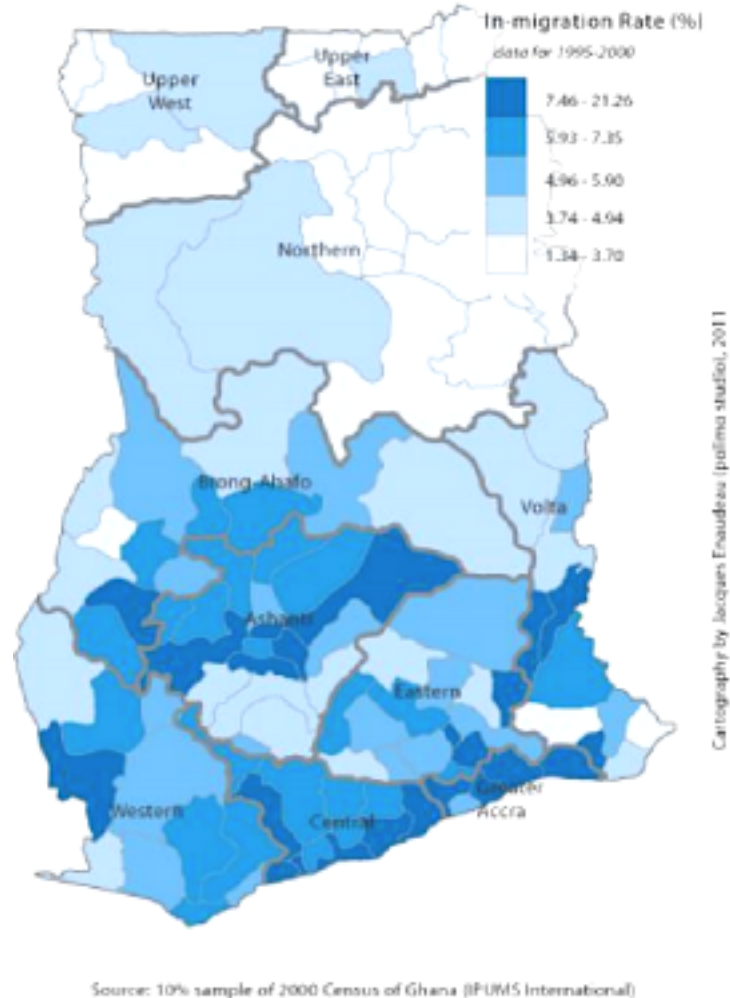 In-migration Rate (%)
data for 1995-2000
7.46 - 21.26
5.93 - 7.35
4.96 - 5.90
3.74 - 4.94
1.34 - 3.70
Upper
West
Upper
East
Northern
Brong-Ahafo
Volta
Ashanti
Eastern
Western
Central
Greater
Accra
Cartography by Jacques Enaudeau (polimo studio), 2011
Source: 10% sample of 2000 Census of Ghana (IPUMS International)